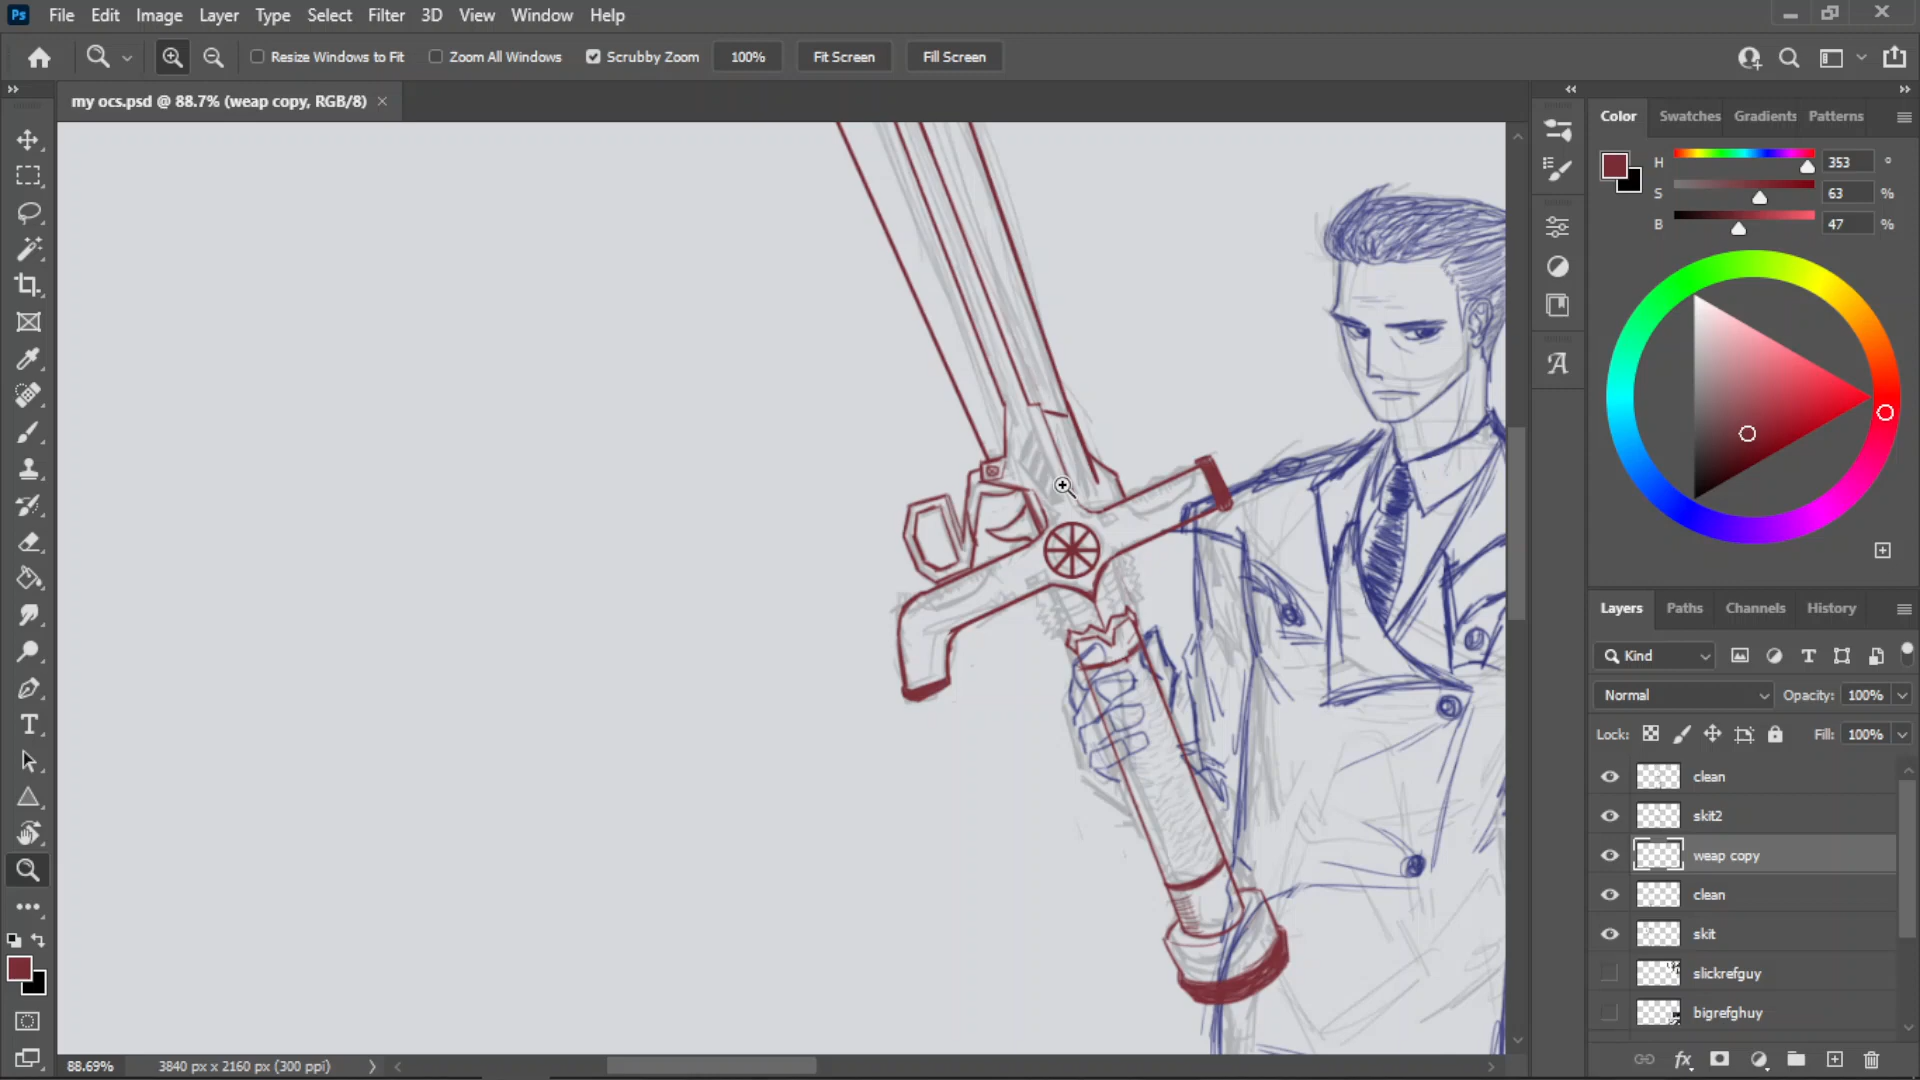 Ps File Edit Image Layer Type Select Filter 3D View Window Help
Resize Windows to Fit Zoom All Windows Scrubby Zoom 100% Fit Screen Fill Screen
my ocs.psd @ 88.7% (weap copy, RGB/8)
Color Swatches Gradients Patterns
H 353 °
S 63 %
B 47 %
Layers Paths Channels History
Kind
Normal Opacity: 100%
Lock: Fill: 100%
clean
skit2
weap copy
clean
skit
slickrefguy
bigrefghuy
88.69% 3840 px x 2160 px (300 ppi)